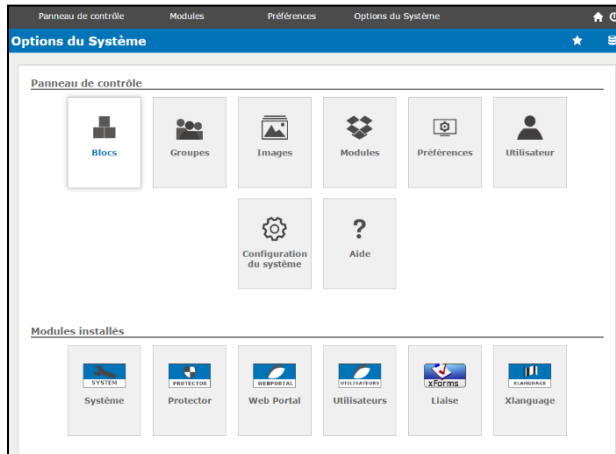 Panneau de contrôle Modules Préférences Options du Système
Options du Système
Panneau de contrôle
Blocs Groupes Images Modules Préférences Utilisateur
Configuration du système Aide
Modules installés
SYSTEM PROTECTOR WEBPORTAL UTILISATEURS xForms XLANGUAGE
Système Protector Web Portal Utilisateurs Liaise Xlanguage